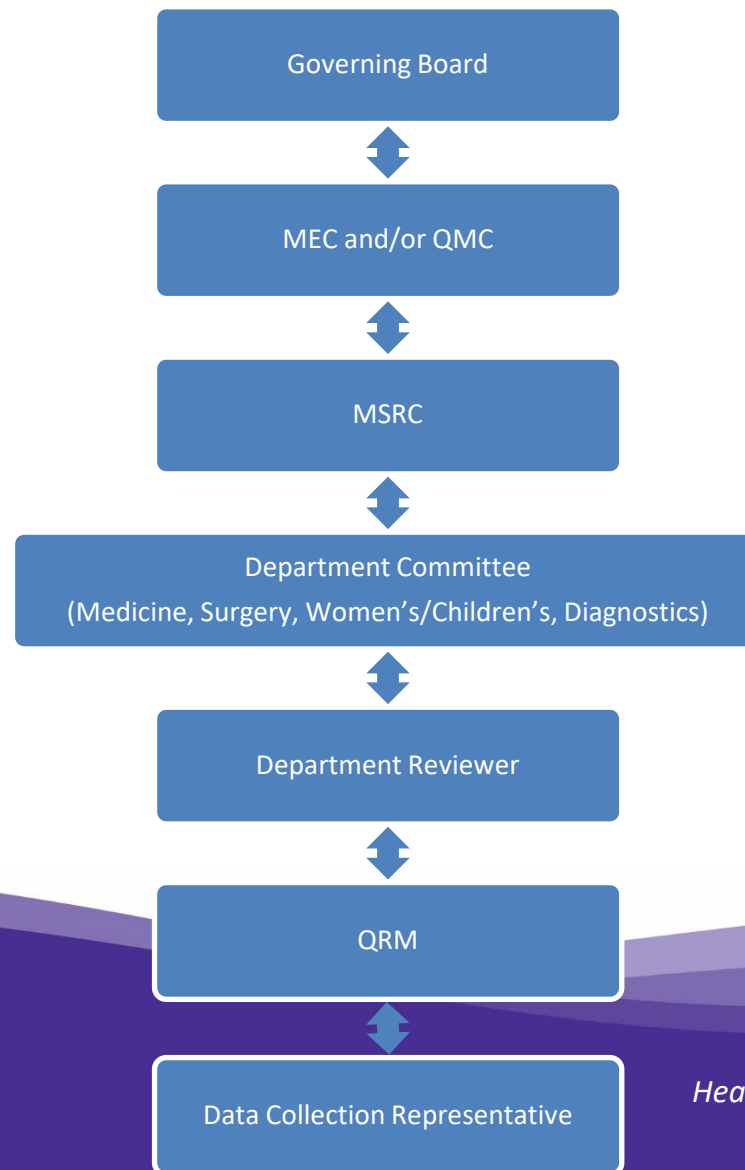 Governing Board
MEC and/or QMC
MSRC
Department Committee
(Medicine, Surgery, Women’s/Children’s, Diagnostics)
Department Reviewer
QRM
Data Collection Representative